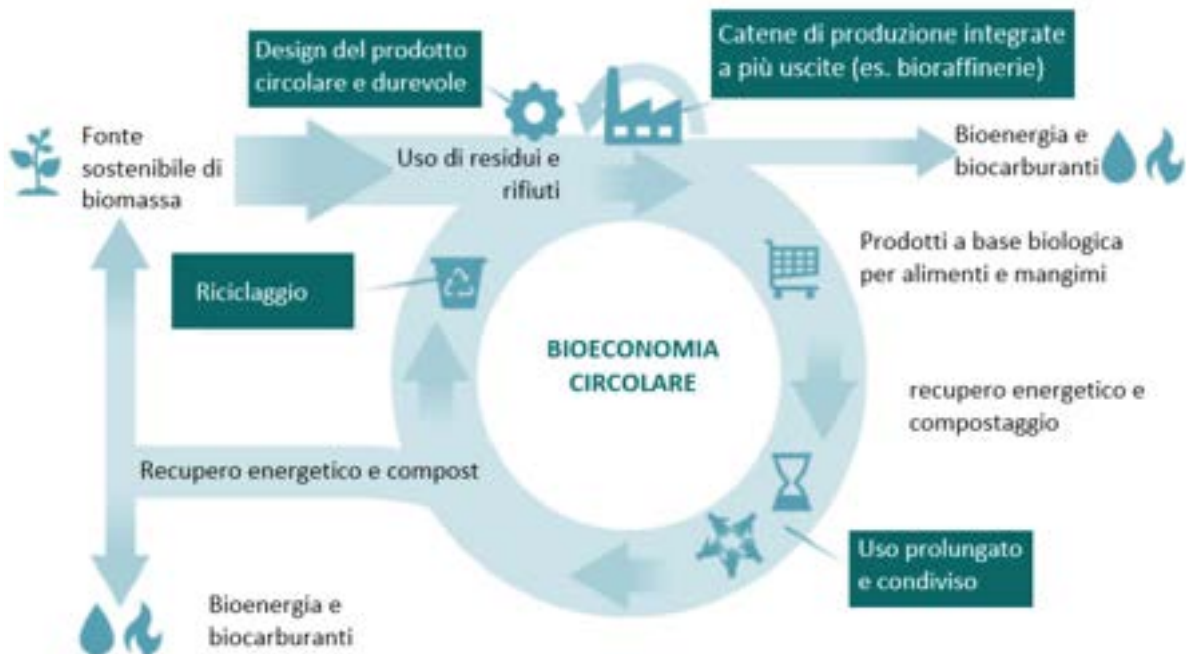 Design del prodotto
circolare e durevole
Catene di produzione integrate
a più uscite (es. bioraffinerie)
Fonte
sostenibile di
biomassa
Uso di residui e
rifiuti
Bioenergia e
biocarburanti
Prodotti a base biologica
per alimenti e mangimi
Riciclaggio
BIOECONOMIA
CIRCOLARE
recupero energetico e
compostaggio
Recupero energetico e compost
Uso prolungato
e condiviso
Bioenergia e
biocarburanti